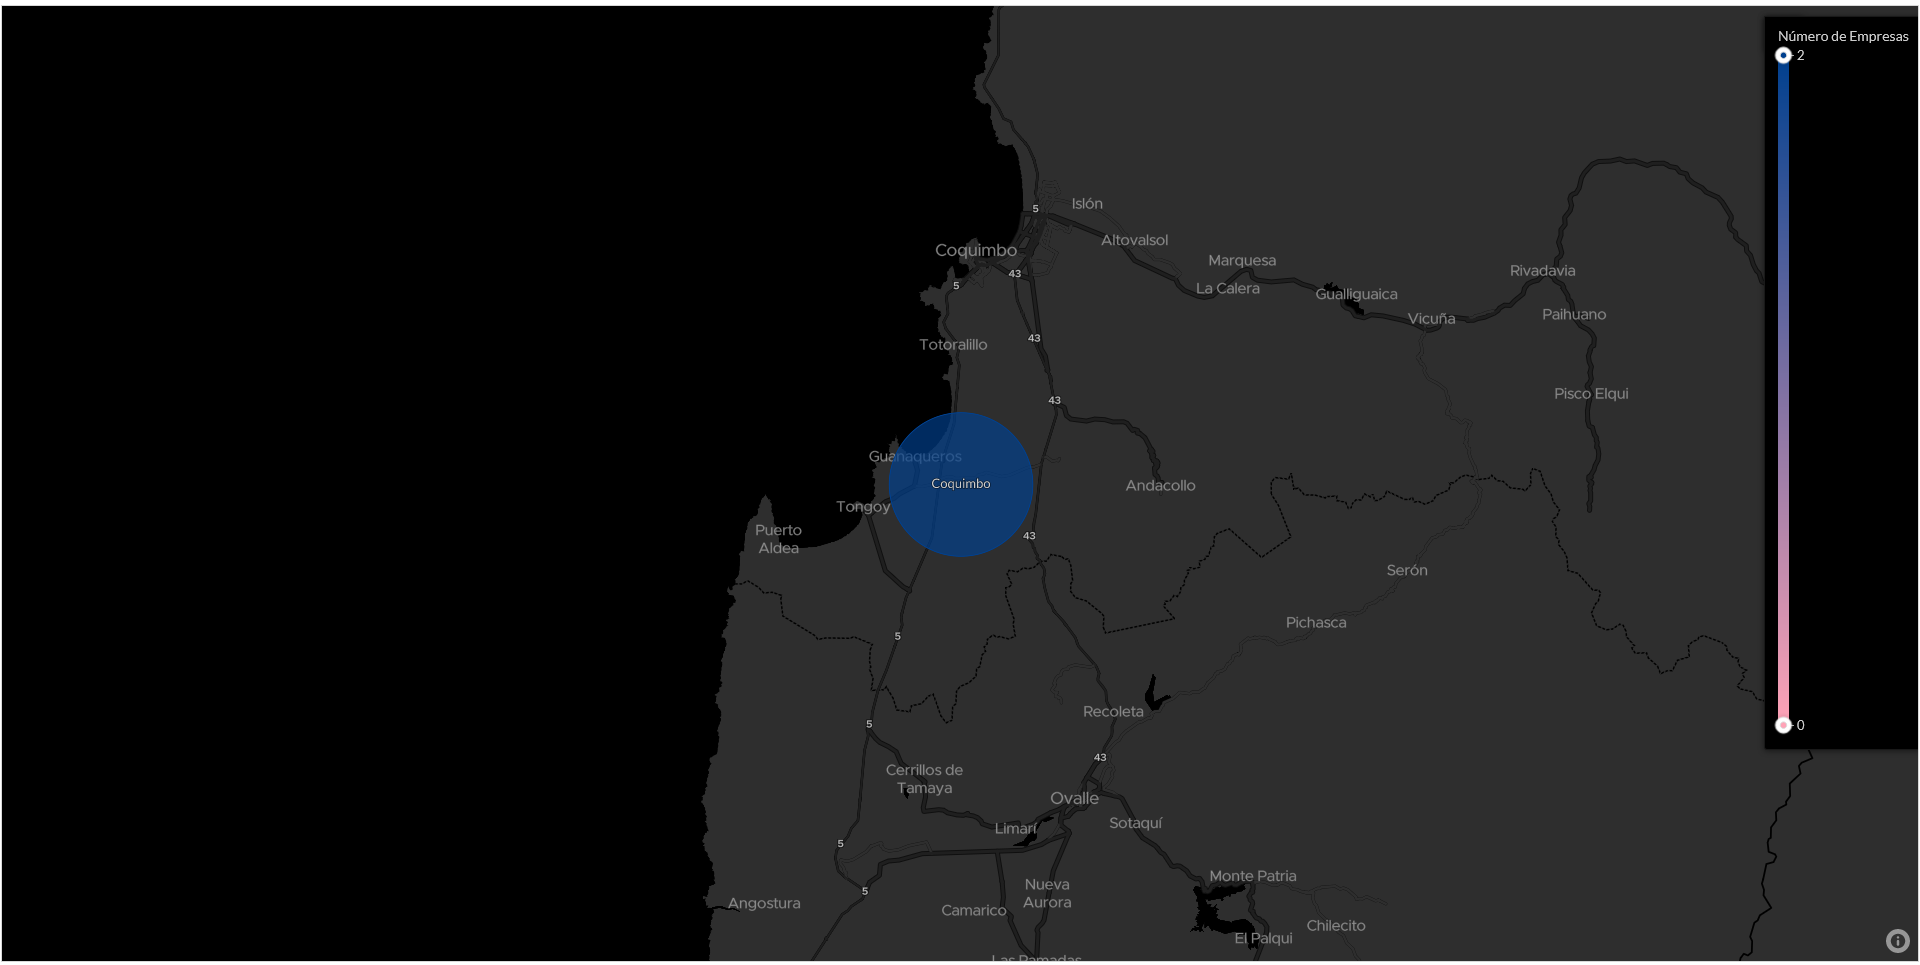 Número de Empresas
2
0
5
Islón
Coquimbo
Altovalsol
43
5
Marquesa
La Calera
Gualliguaica
Rivadavia
Vicuña
Paihuano
Totoralillo
43
43
Pisco Elqui
Guanaqueros
Coquimbo
Andacollo
Tongoy
Puerto
Aldea
43
Serón
5
Pichasca
Recoleta
5
43
Cerrillos de
Tamaya
Ovalle
Limarí
Sotaquí
5
5
Nueva
Aurora
Monte Patria
Angostura
Camarico
Chilecito
El Palqui
Las Ramadas